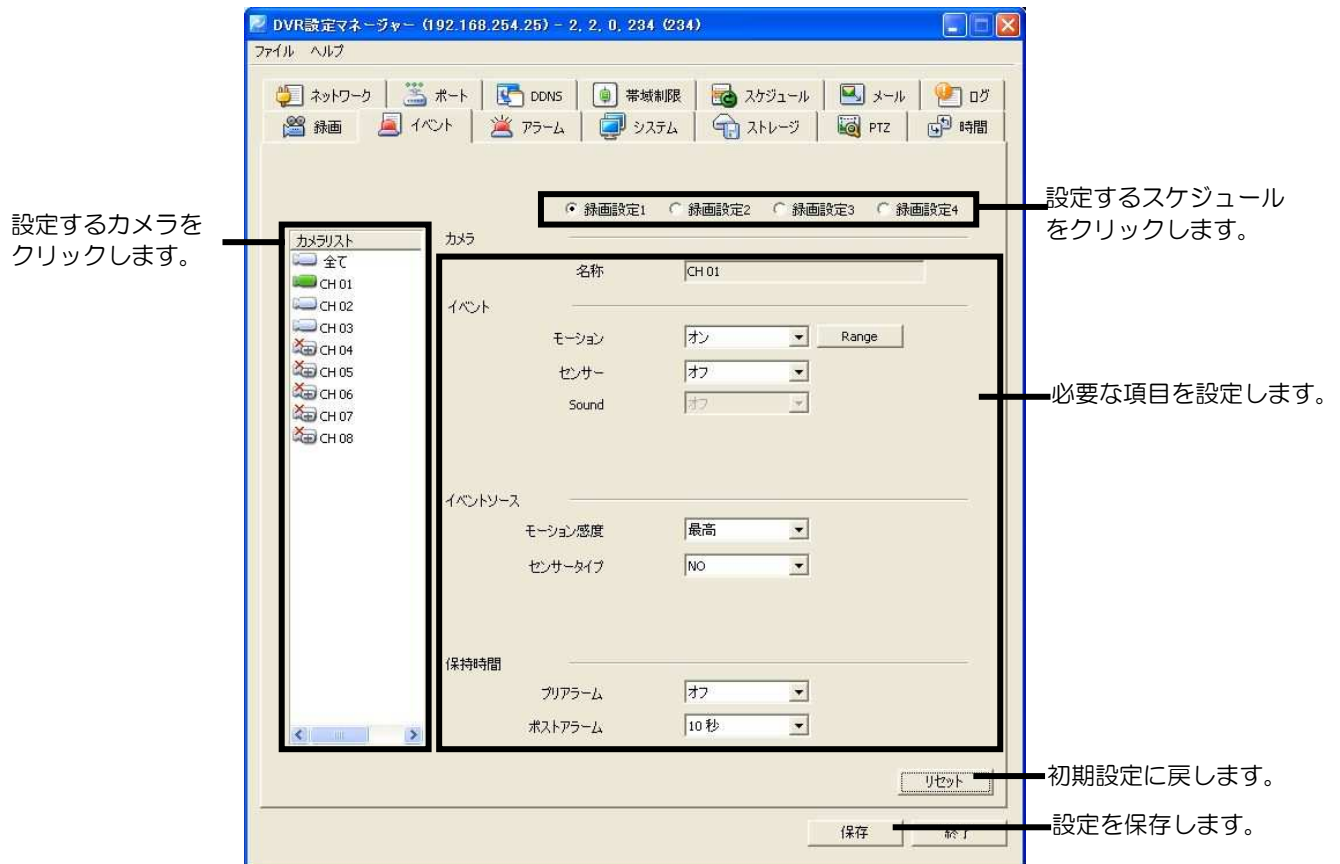 DVR設定マネージャー (192.168.254.25) - 2, 2, 0, 234 (234)
ファイル ヘルプ
ネットワーク ポート DDNS 帯域制限 スケジュール メール ログ
録画 イベント アラーム システム ストレージ PTZ 時間
設定するスケジュール
をクリックします。
録画設定1 録画設定2 録画設定3 録画設定4
設定するカメラを
クリックします。
カメラリスト
全て
CH 01
CH 02
CH 03
CH 04
CH 05
CH 06
CH 07
CH 08
カメラ
名称 CH 01
イベント
モーション オン Range
センサー オフ
Sound オフ
必要な項目を設定します。
イベントソース
モーション感度 最高
センサータイプ NO
保持時間
プリアラーム オフ
ポストアラーム 10 秒
リセット
初期設定に戻します。
保存 終了
設定を保存します。